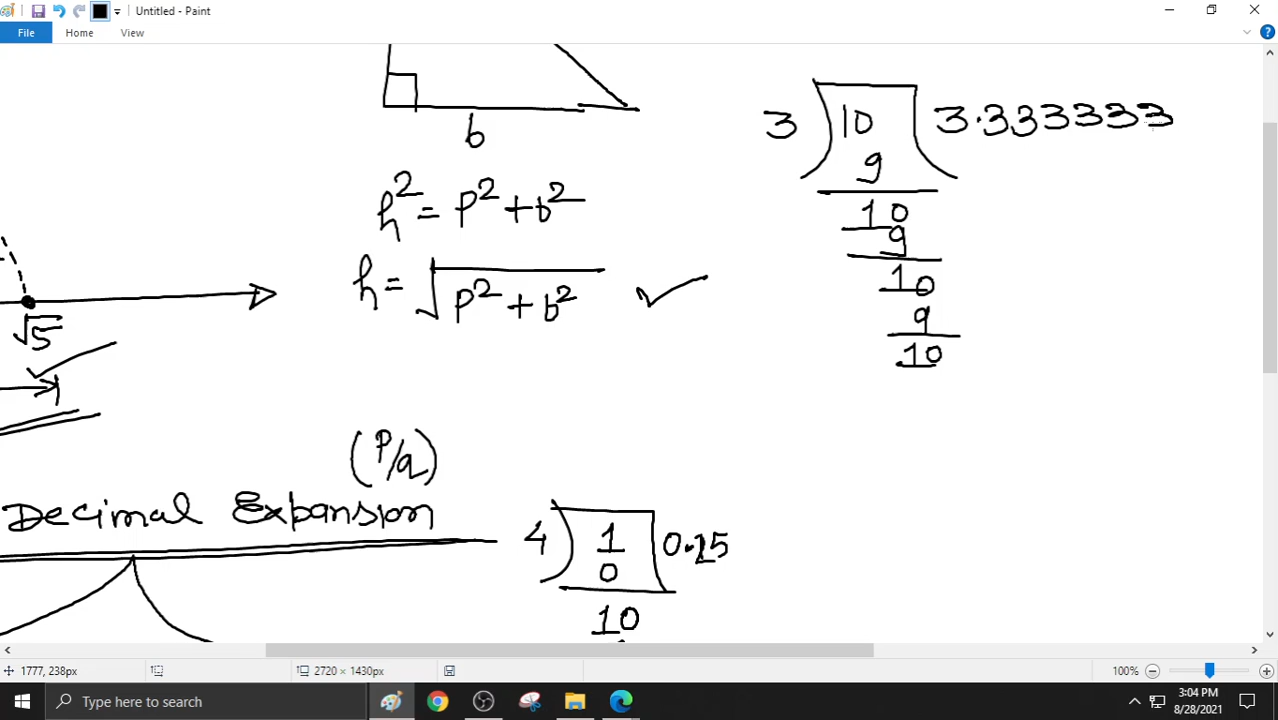 Untitled - Paint
File Home View
b
h² = p² + b²
h = √p² + b²
√5
3 10 3.333333
9
10
9
10
9
10
(P/q)
Decimal Expansion
4 1 0.25
0
10
1777, 238px
2720 × 1430px
100%
Type here to search
3:04 PM
8/28/2021